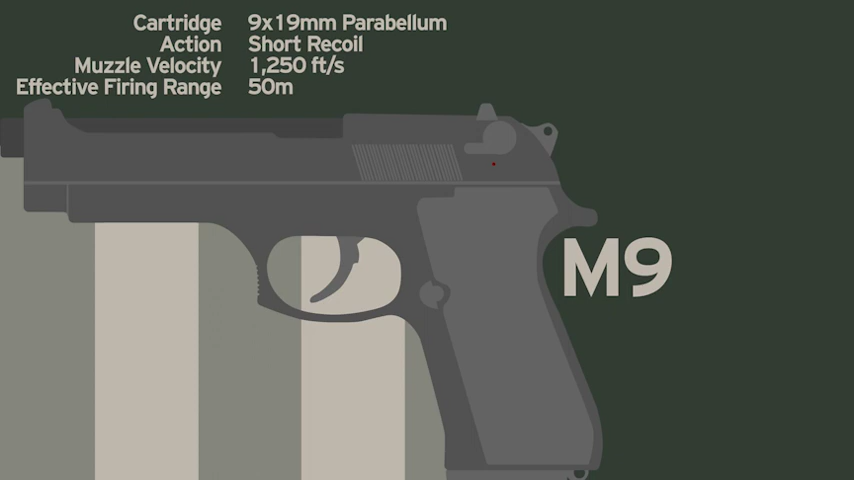 Cartridge 9x19mm Parabellum
Action Short Recoil
Muzzle Velocity 1,250 ft/s
Effective Firing Range 50m
M9